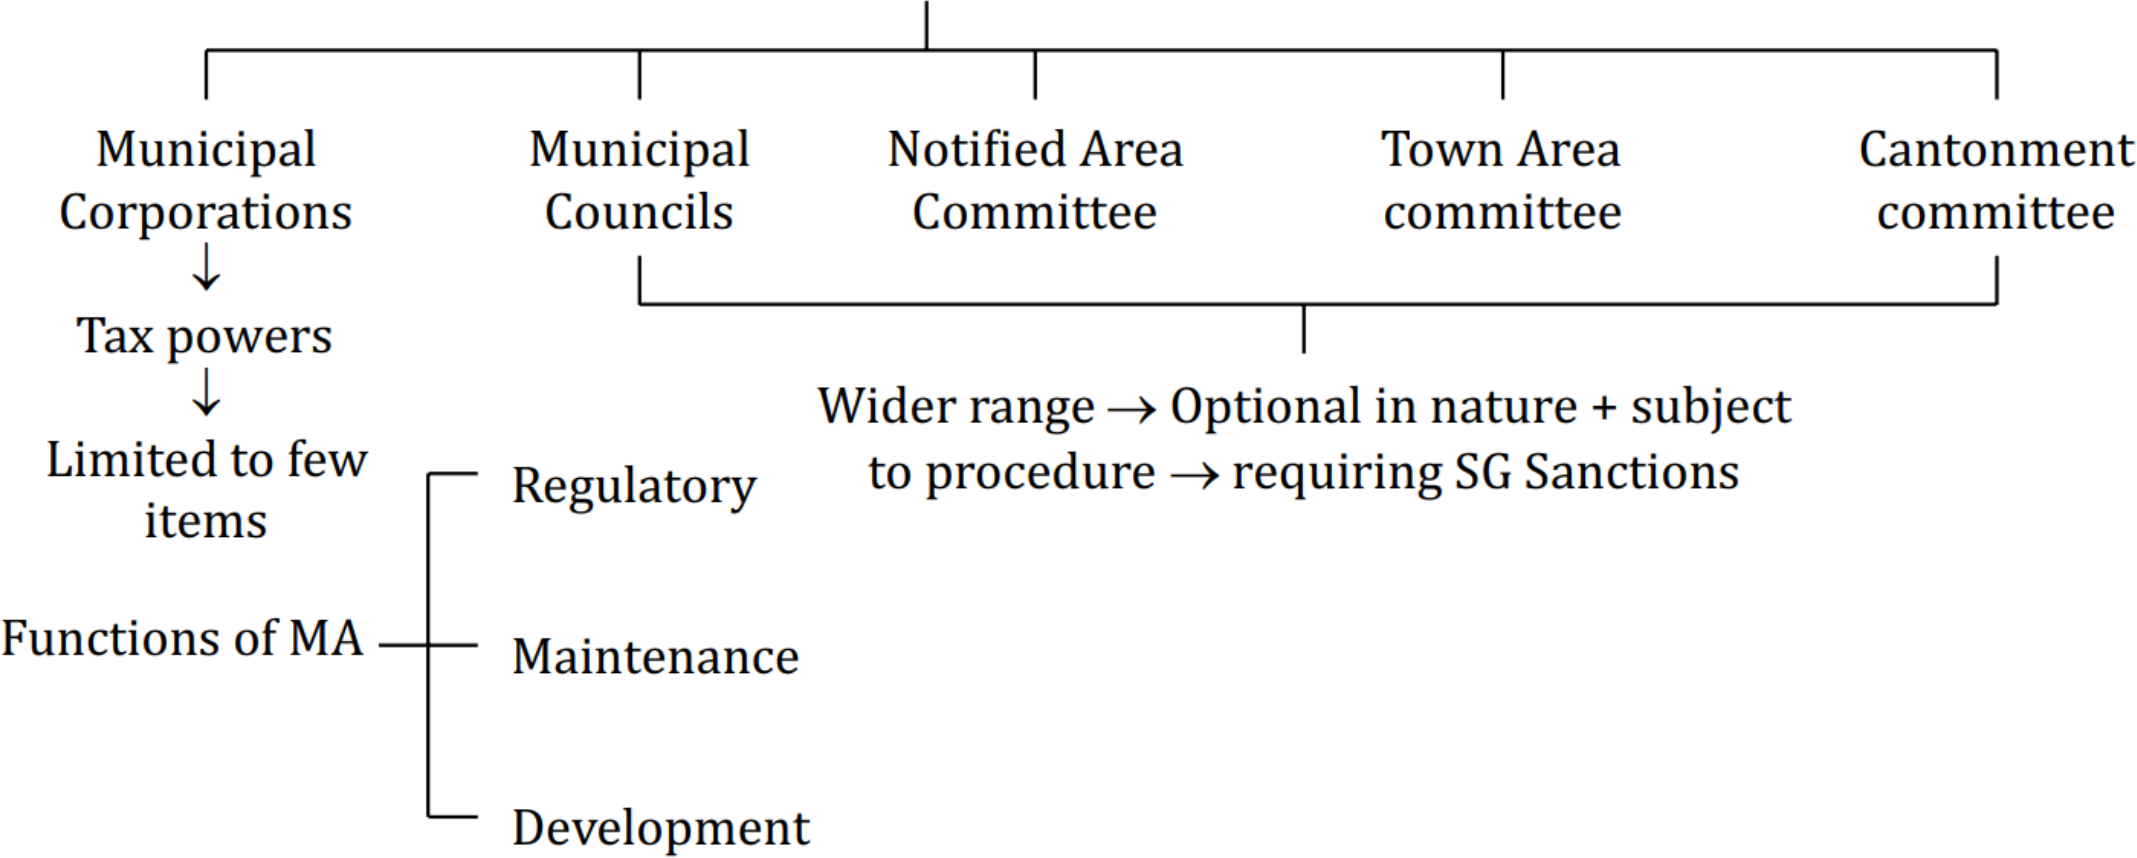 Municipal
Corporations
↓
Tax powers
↓
Limited to few
items
Municipal
Councils
Notified Area
Committee
Town Area
committee
Cantonment
committee
Wider range → Optional in nature + subject
to procedure → requiring SG Sanctions
Functions of MA
Regulatory
Maintenance
Development